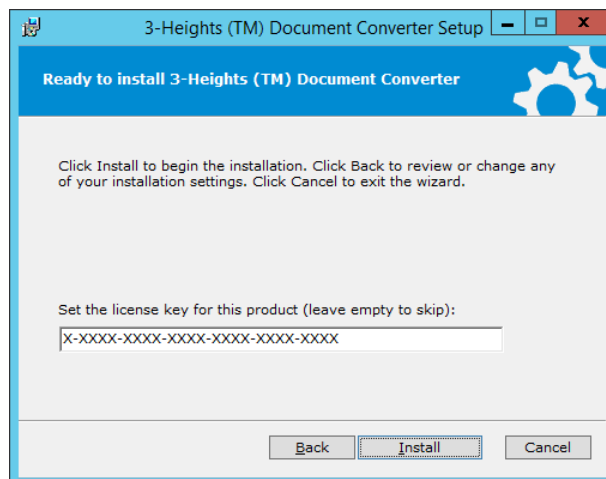 3-Heights (TM) Document Converter Setup
Ready to install 3-Heights (TM) Document Converter
Click Install to begin the installation. Click Back to review or change any
of your installation settings. Click Cancel to exit the wizard.
Set the license key for this product (leave empty to skip):
X-XXXX-XXXX-XXXX-XXXX-XXXX-XXXX
Back Install Cancel